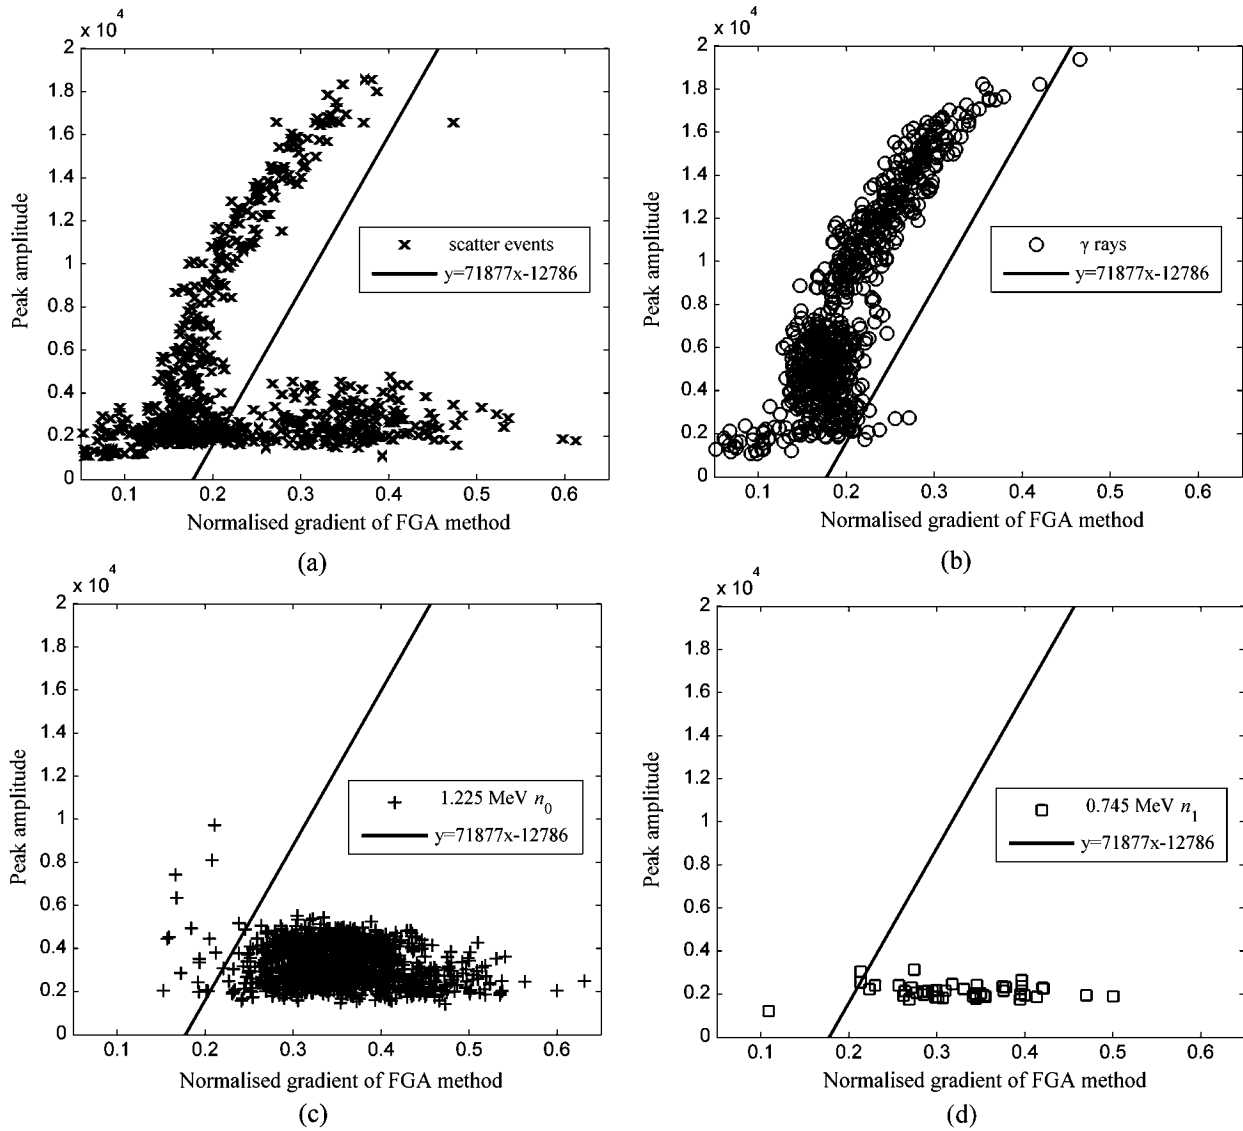 x 10^4
2
1.8
1.6
1.4
1.2
1
0.8
0.6
0.4
0.2
0
Peak amplitude
scatter events
y=71877x-12786
0.1 0.2 0.3 0.4 0.5 0.6
Normalised gradient of FGA method
(a)
x 10^4
2
1.8
1.6
1.4
1.2
1
0.8
0.6
0.4
0.2
0
Peak amplitude
γ rays
y=71877x-12786
0.1 0.2 0.3 0.4 0.5 0.6
Normalised gradient of FGA method
(b)
x 10^4
2
1.8
1.6
1.4
1.2
1
0.8
0.6
0.4
0.2
0
Peak amplitude
1.225 MeV n_0
y=71877x-12786
0.1 0.2 0.3 0.4 0.5 0.6
Normalised gradient of FGA method
(c)
x 10^4
2
1.8
1.6
1.4
1.2
1
0.8
0.6
0.4
0.2
0
Peak amplitude
0.745 MeV n_1
y=71877x-12786
0.1 0.2 0.3 0.4 0.5 0.6
Normalised gradient of FGA method
(d)